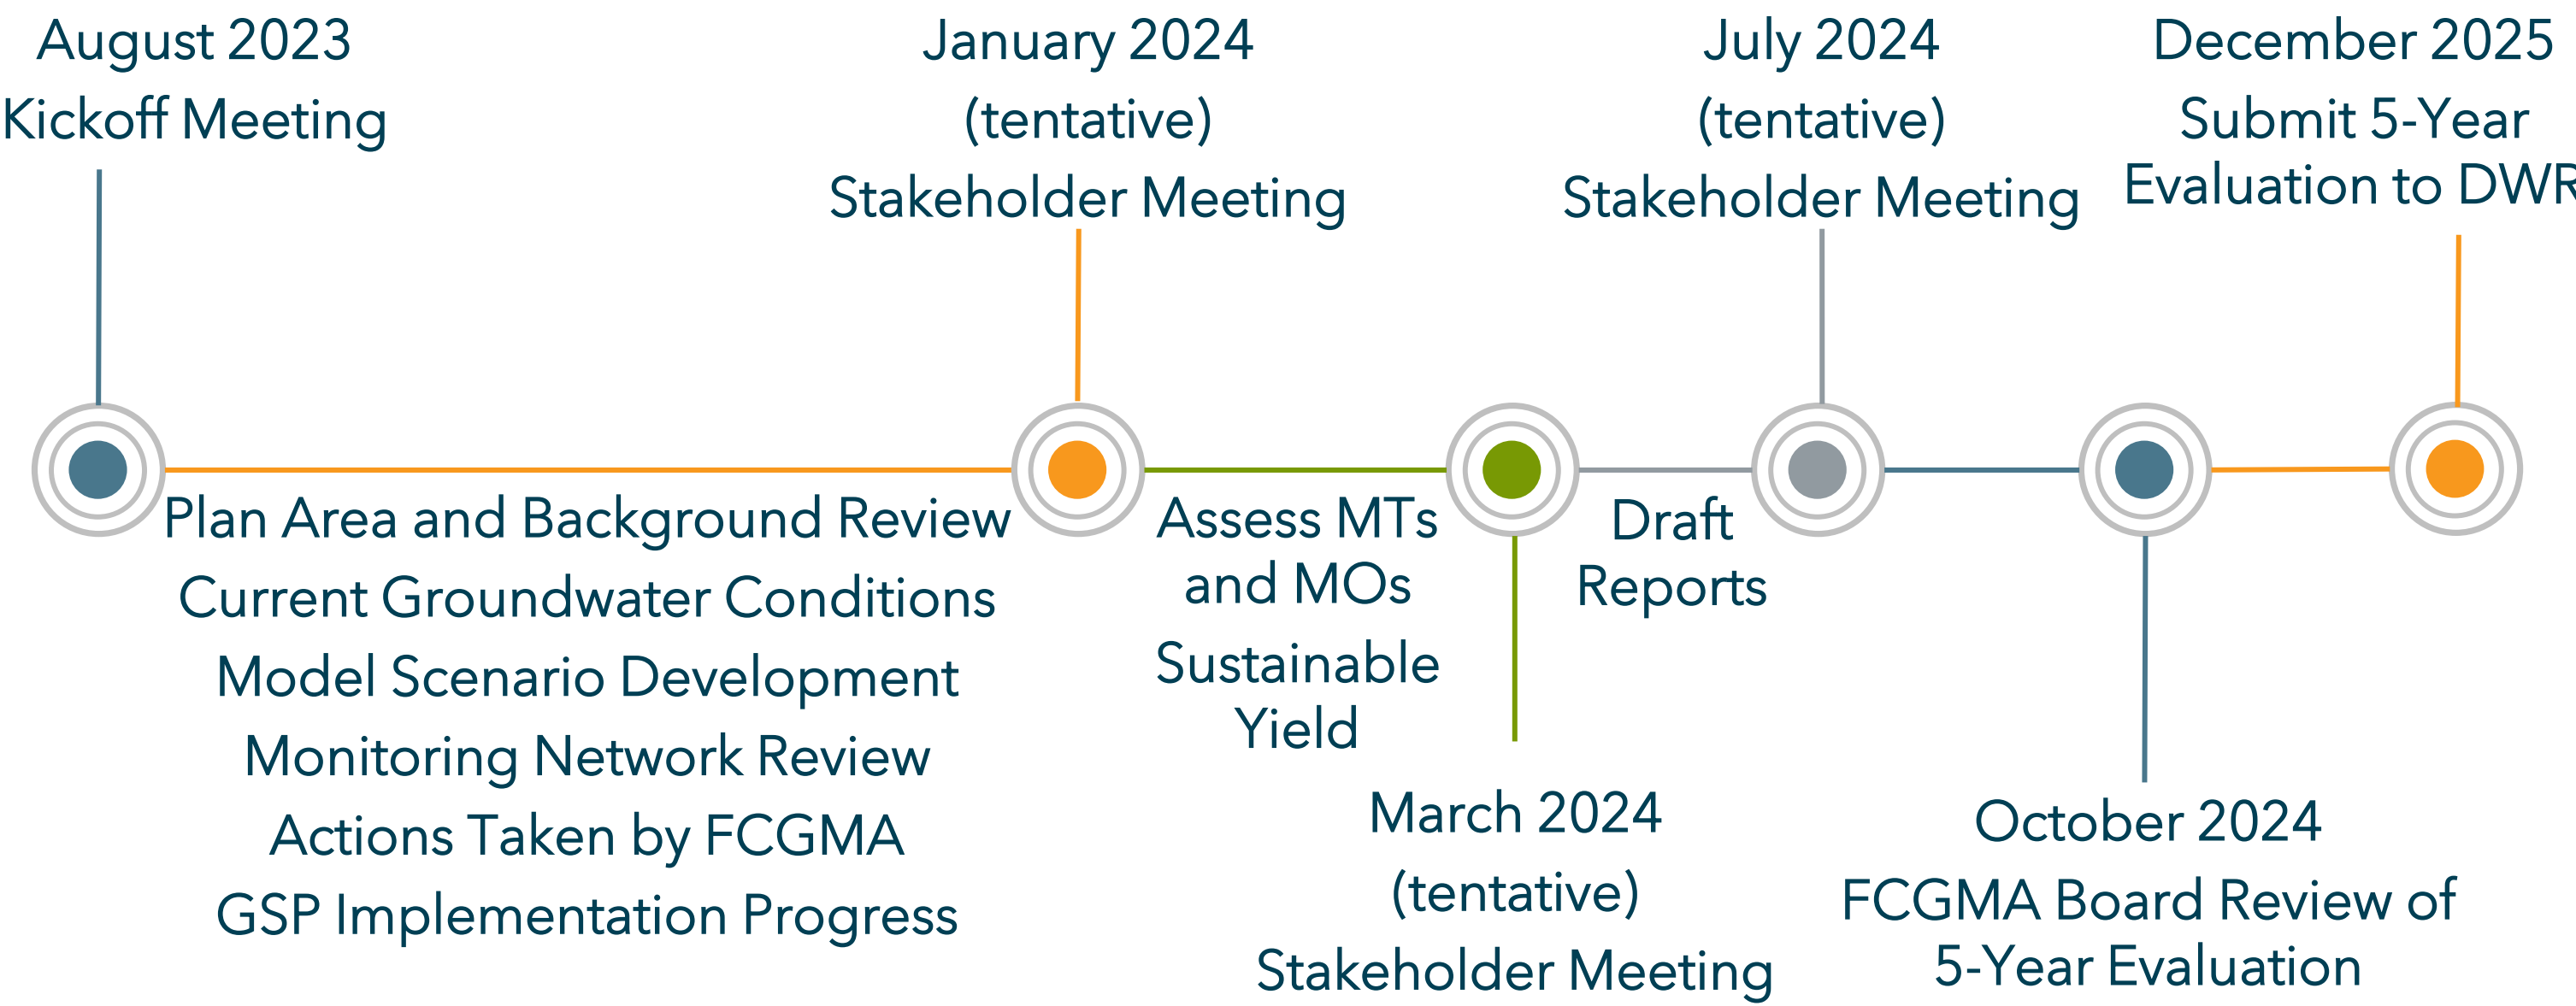 August 2023
Kickoff Meeting
January 2024
(tentative)
Stakeholder Meeting
July 2024
(tentative)
Stakeholder Meeting
December 2025
Submit 5-Year
Evaluation to DWR
Plan Area and Background Review
Current Groundwater Conditions
Model Scenario Development
Monitoring Network Review
Actions Taken by FCGMA
GSP Implementation Progress
Assess MTs
and MOs
Sustainable
Yield
Draft
Reports
March 2024
(tentative)
Stakeholder Meeting
October 2024
FCGMA Board Review of
5-Year Evaluation